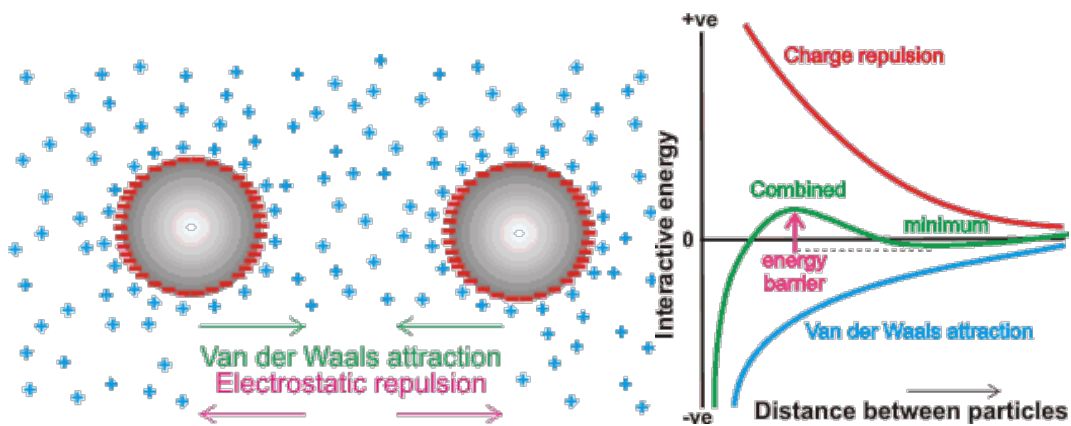 Van der Waals attraction
Electrostatic repulsion
+ve
Charge repulsion
Interactive energy
Combined
minimum
0
energy
barrier
Van der Waals attraction
-ve
Distance between particles